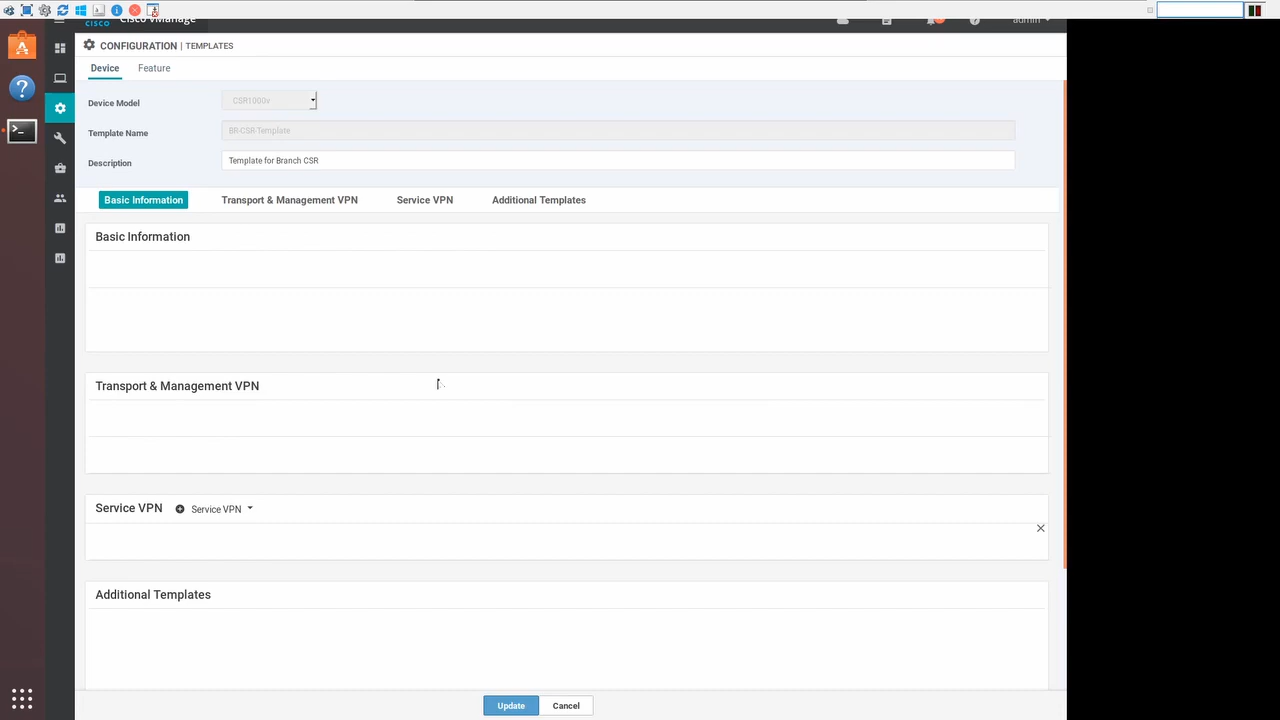 Cisco vManage
CISCO
admin
CONFIGURATION | TEMPLATES
Device
Feature
Device Model
CSR1000v
Template Name
BR-CSR-Template
Description
Template for Branch CSR
Basic Information
Transport & Management VPN
Service VPN
Additional Templates
Basic Information
Transport & Management VPN
Service VPN
Service VPN
Additional Templates
Update
Cancel